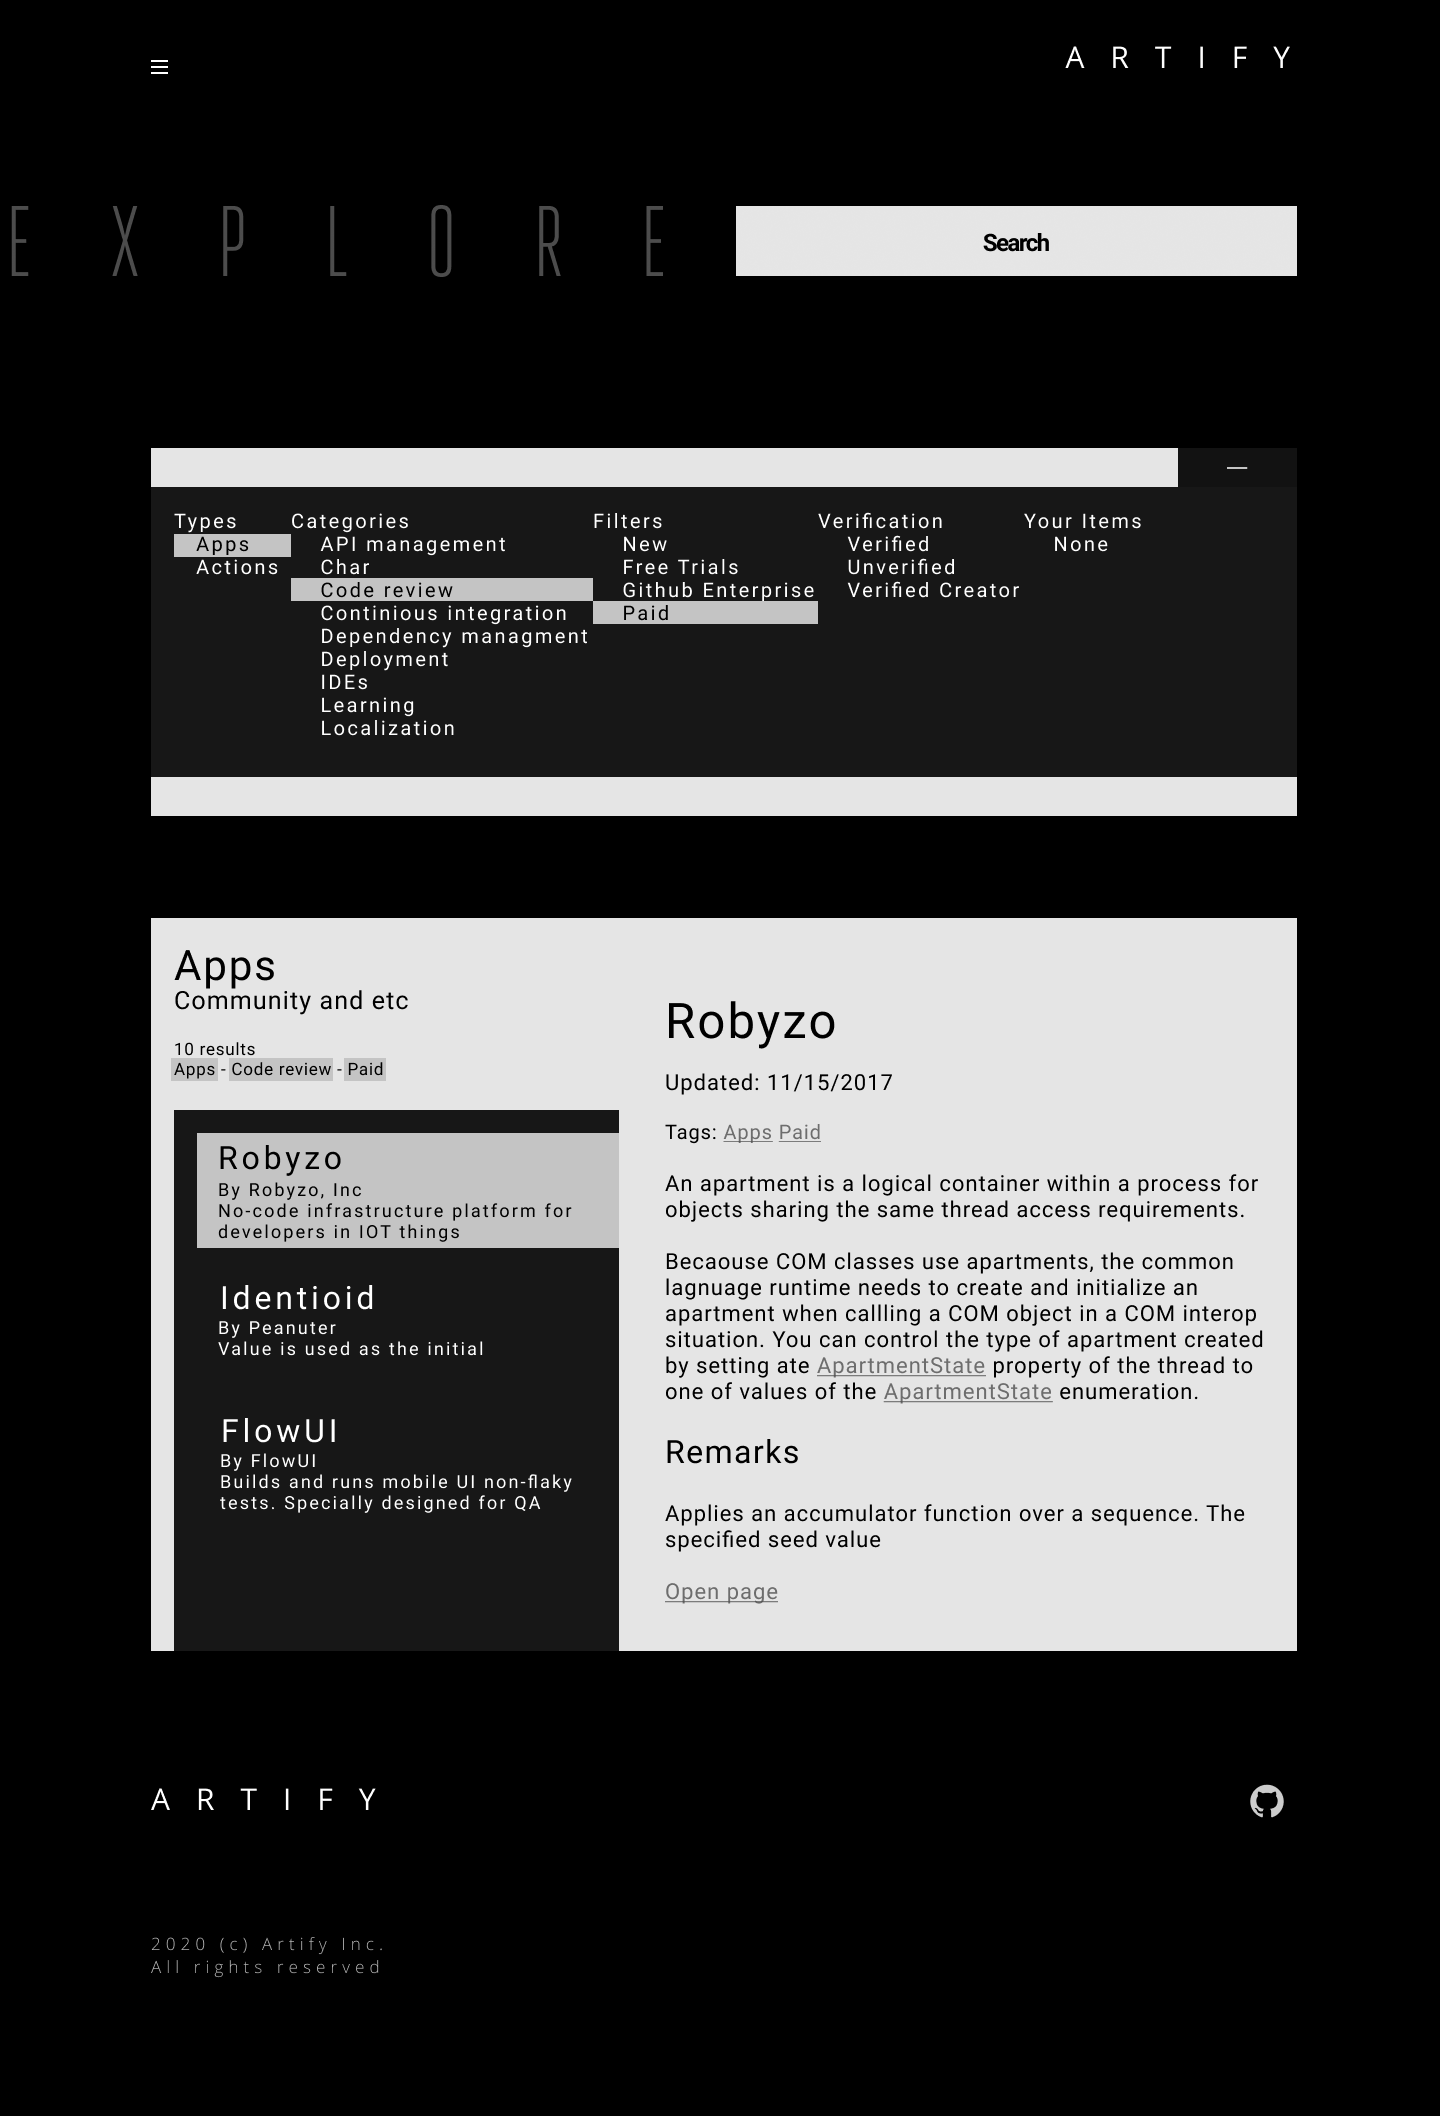 A R T I F Y
E X P L O R E
Search
Types
Apps
Actions
Categories
API management
Char
Code review
Continious integration
Dependency managment
Deployment
IDEs
Learning
Localization
Filters
New
Free Trials
Github Enterprise
Paid
Verification
Verified
Unverified
Verified Creator
Your Items
None
Apps
Community and etc
10 results
Apps - Code review - Paid
Robyzo
By Robyzo, Inc
No-code infrastructure platform for
developers in IOT things
Identioid
By Peanuter
Value is used as the initial
FlowUI
By FlowUI
Builds and runs mobile UI non-flaky
tests. Specially designed for QA
Robyzo
Updated: 11/15/2017
Tags: Apps Paid
An apartment is a logical container within a process for
objects sharing the same thread access requirements.
Becaouse COM classes use apartments, the common
lagnuage runtime needs to create and initialize an
apartment when callling a COM object in a COM interop
situation. You can control the type of apartment created
by setting ate ApartmentState property of the thread to
one of values of the ApartmentState enumeration.
Remarks
Applies an accumulator function over a sequence. The
specified seed value
Open page
A R T I F Y
2020 (c) Artify Inc.
All rights reserved